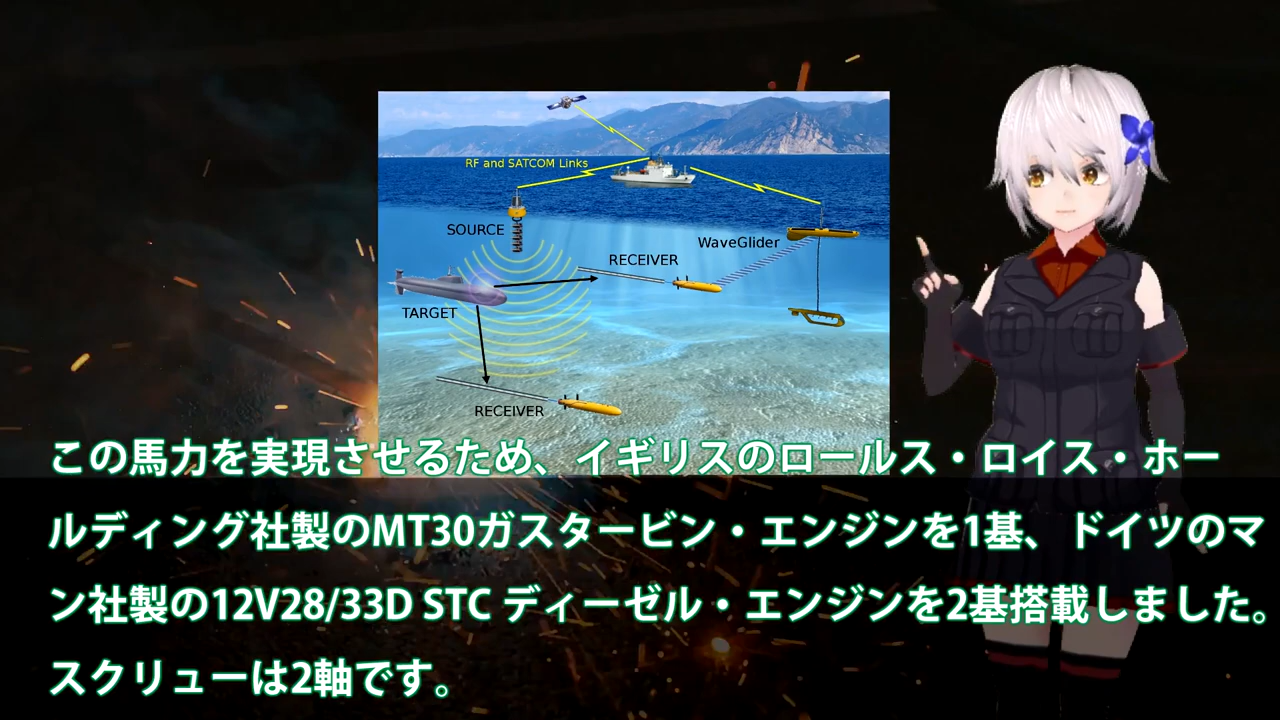 RF and SATCOM Links
SOURCE
WaveGlider
RECEIVER
TARGET
RECEIVER
この馬力を実現させるため、イギリスのロールス・ロイス・ホー
ルディング社製のMT30ガスタービン・エンジンを1基、ドイツのマ
ン社製の12V28/33D STC ディーゼル・エンジンを2基搭載しました。
スクリューは2軸です。